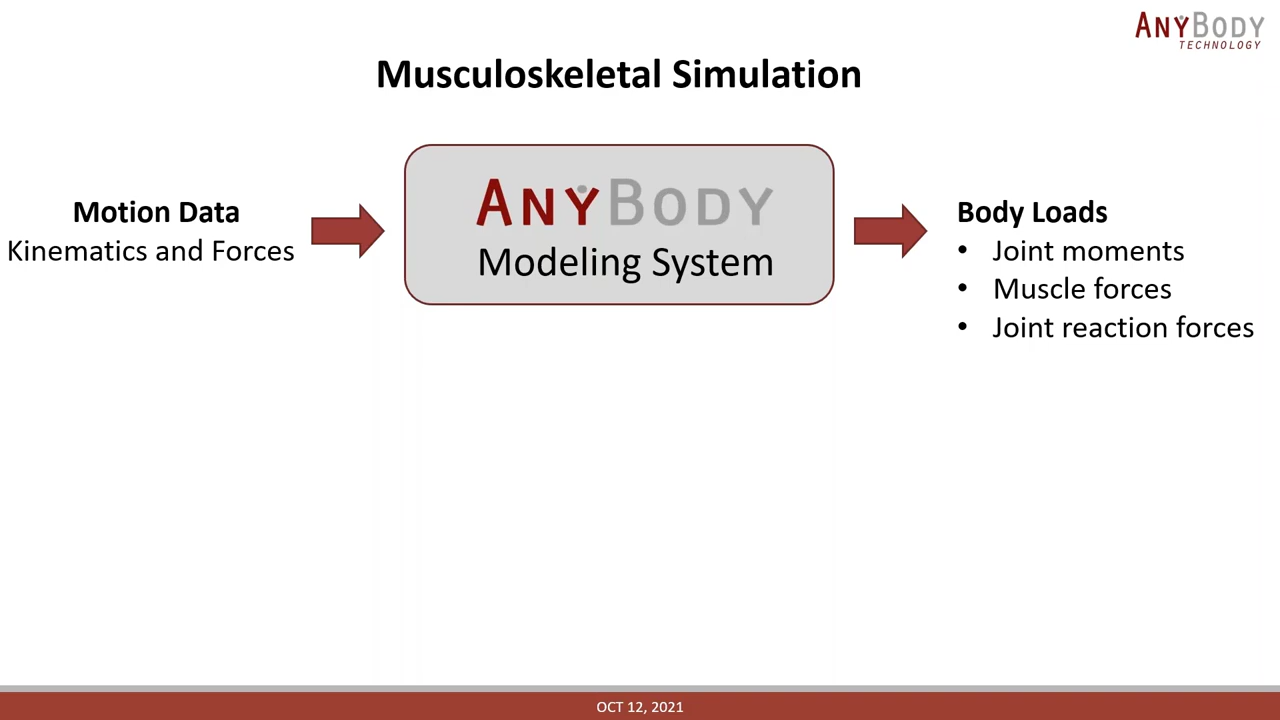 ANYBODY
TECHNOLOGY
Musculoskeletal Simulation
Motion Data
Kinematics and Forces
ANYBODY
Modeling System
Body Loads
• Joint moments
• Muscle forces
• Joint reaction forces
OCT 12, 2021